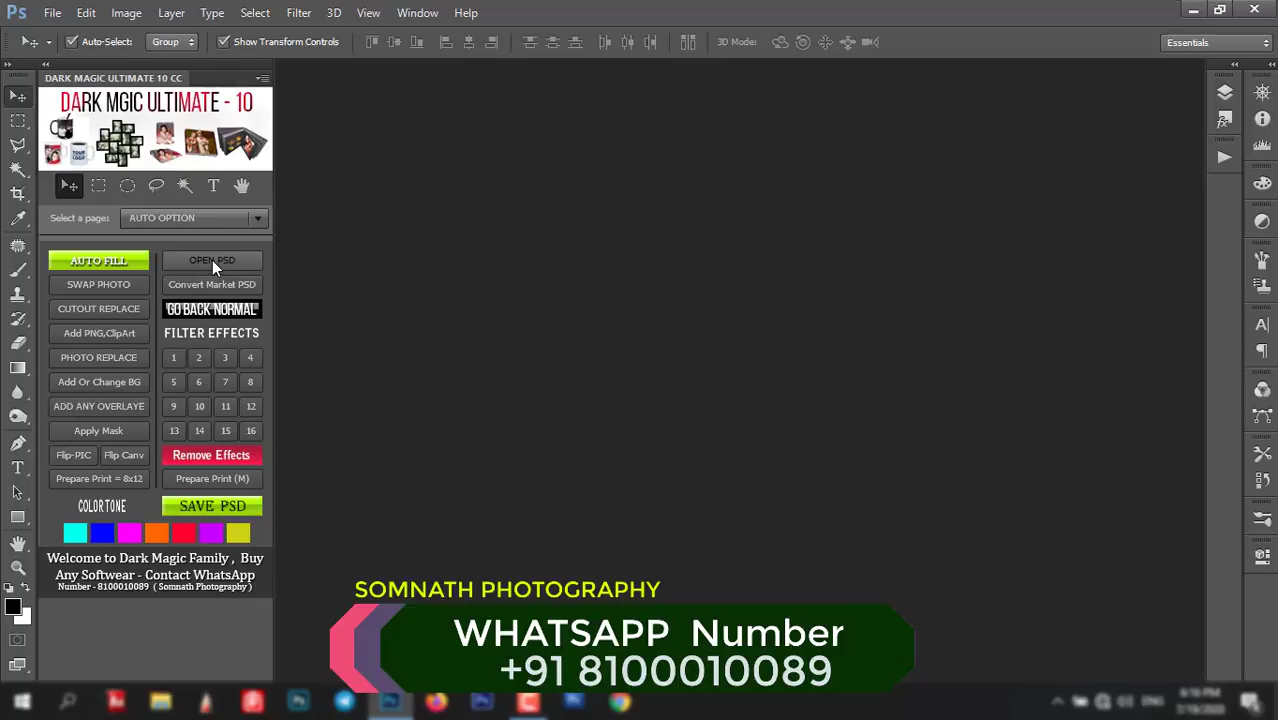 Ps File Edit Image Layer Type Select Filter 3D View Window Help
Auto-Select: Group Show Transform Controls 3D Mode: Essentials
DARK MAGIC ULTIMATE 10 CC
DARK MGIC ULTIMATE - 10
YOUR LOGO
Select a page: AUTO OPTION
AUTO FILL OPEN PSD
SWAP PHOTO Convert Market PSD
CUTOUT REPLACE GO BACK NORMAL
Add PNG,ClipArt FILTER EFFECTS
PHOTO REPLACE 1 2 3 4
Add Or Change BG 5 6 7 8
ADD ANY OVERLAYE 9 10 11 12
Apply Mask 13 14 15 16
Flip-PIC Flip Canv Remove Effects
Prepare Print = 8x12 Prepare Print (M)
COLOR TONE SAVE PSD
Welcome to Dark Magic Family , Buy
Any Softwear - Contact WhatsApp
Number - 8100010089 ( Somnath Photography )
SOMNATH PHOTOGRAPHY
WHATSAPP Number
+91 8100010089
ENG